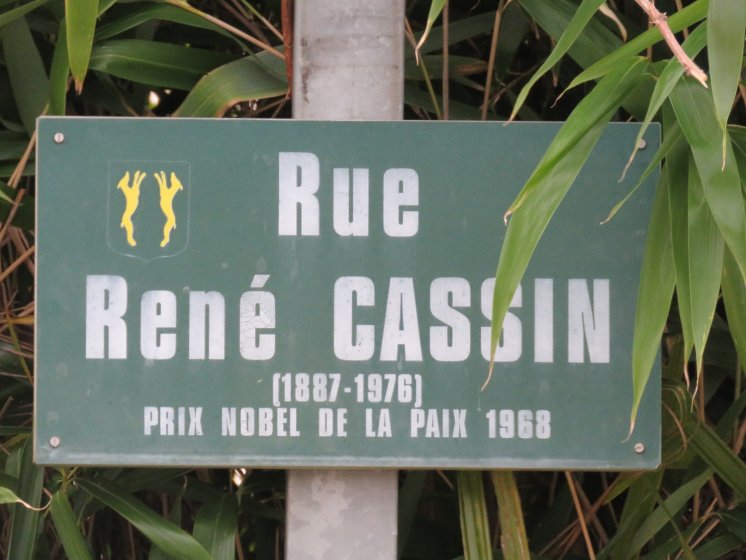 Rue
René CASSIN
(1887-1976)
PRIX NOBEL DE LA PAIX 1968